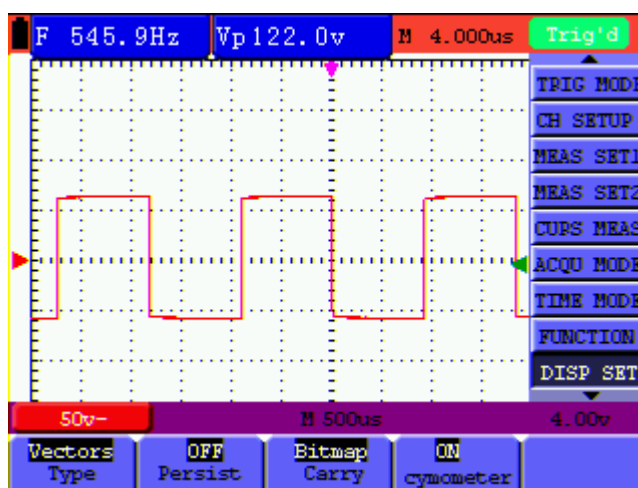 F 545.9Hz Vp122.0v M 4.000us Trig'd
TRIG MODE
CH SETUP
MEAS SET1
MEAS SET2
CURS MEAS
ACQU MODE
TIME MODE
FUNCTION
DISP SET
50v- M 500us 4.00v
Vectors OFF Bitmap ON
Type Persist Carry cymometer